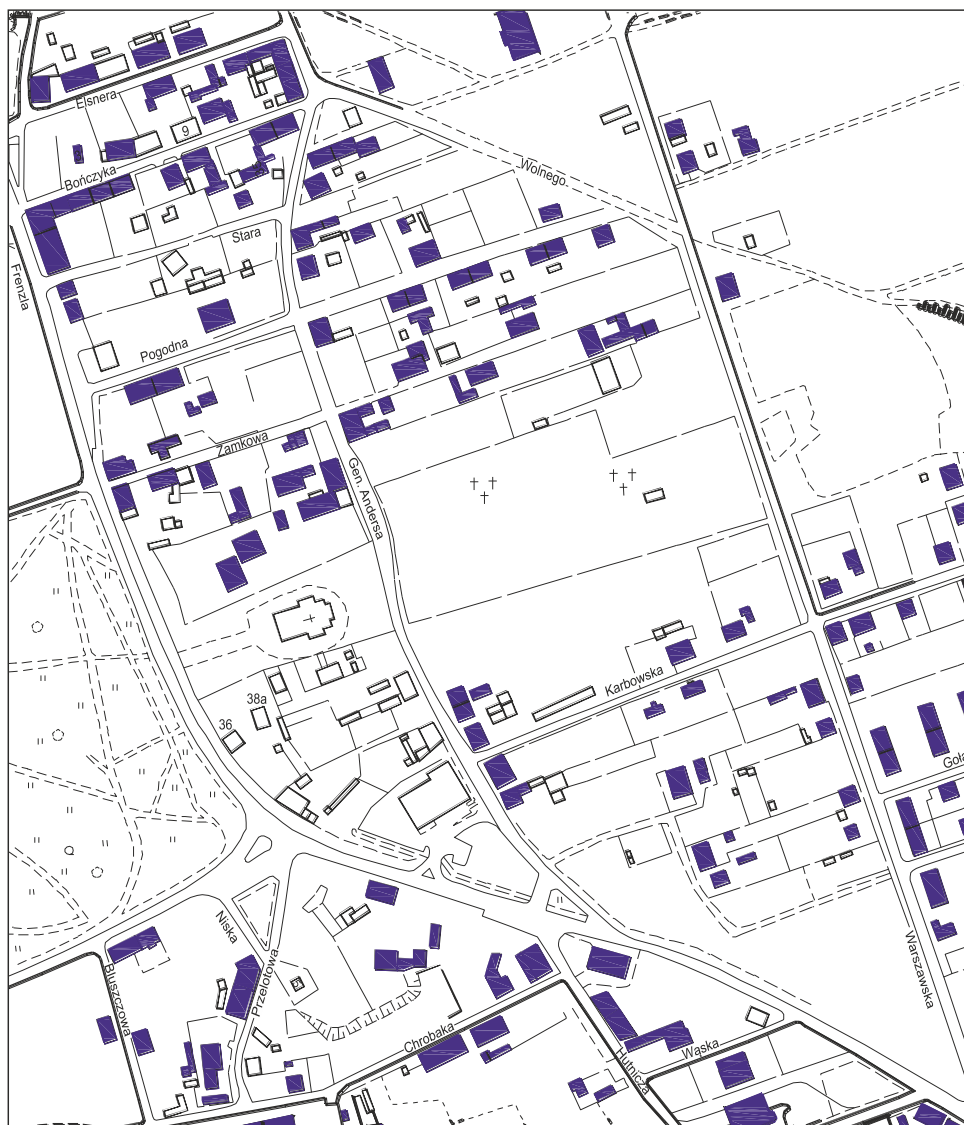 Elsnera
9
Bończyka
Wolnego
Stara
Frenzla
Pogodna
Zamkowa
Gen. Andersa
Karbowska
38a
36
Goła
Niska
Przelotowa
Bluszczowa
Warszawska
Chrobaka
Hutnicza
Wąska